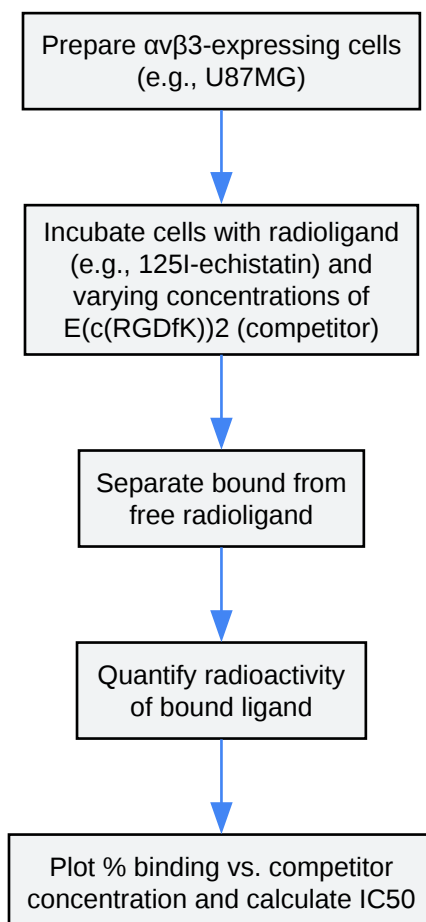 Prepare αvβ3-expressing cells
(e.g., U87MG)
Incubate cells with radioligand
(e.g., 125I-echistatin) and
varying concentrations of
E(c(RGDfK))2 (competitor)
Separate bound from
free radioligand
Quantify radioactivity
of bound ligand
Plot % binding vs. competitor
concentration and calculate IC50